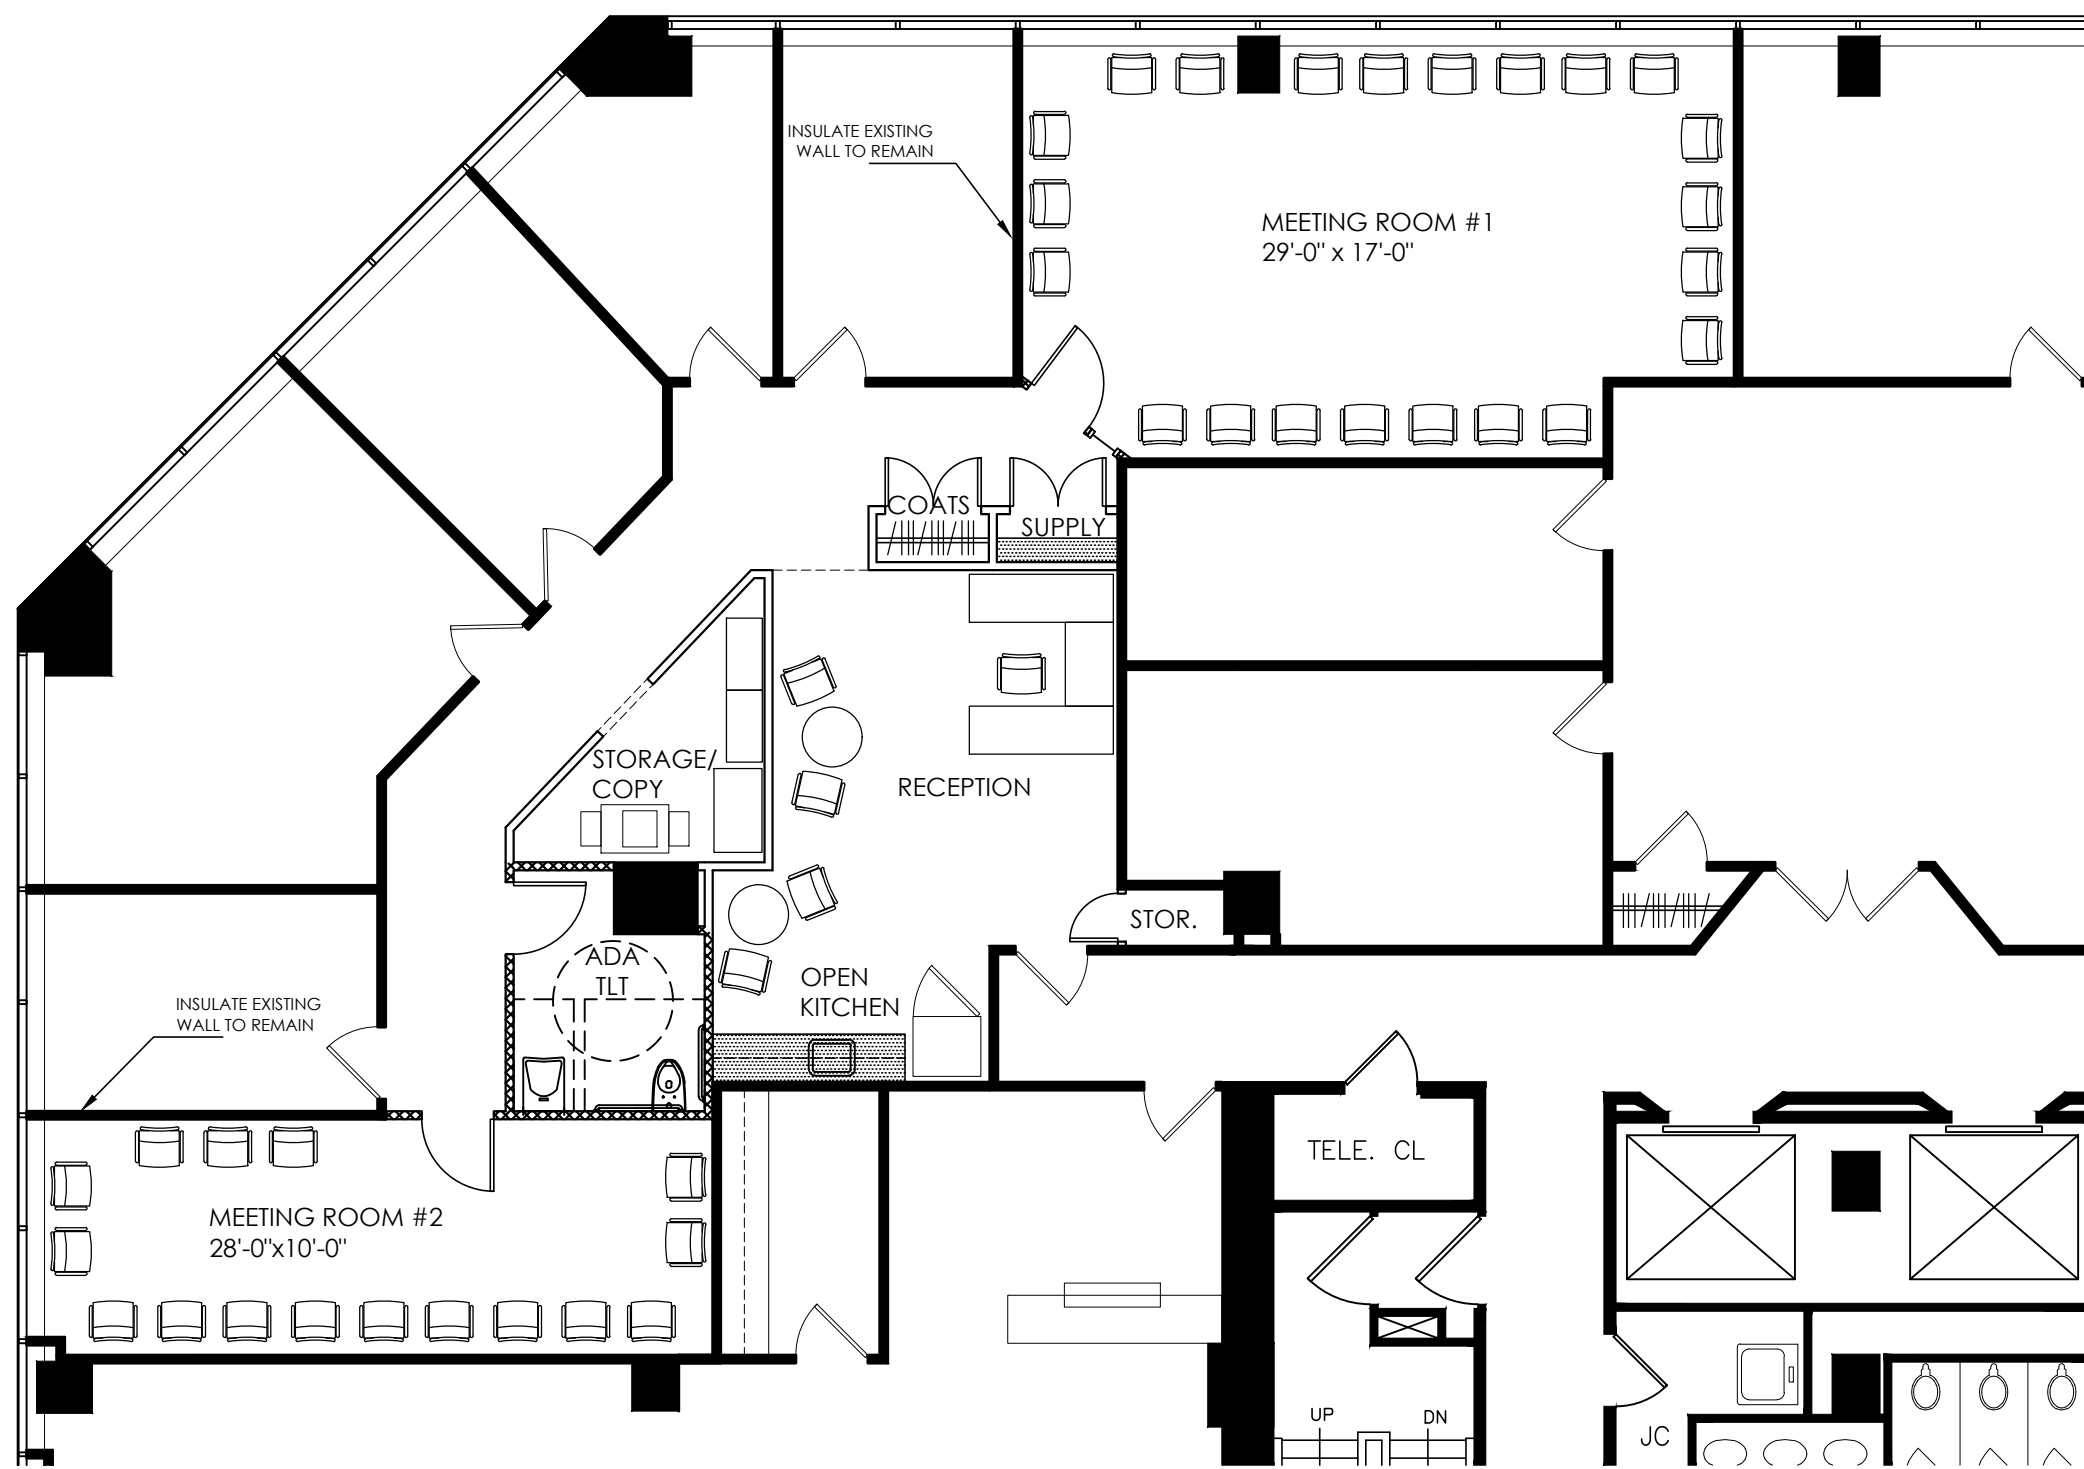 INSULATE EXISTING
WALL TO REMAIN
MEETING ROOM #1
29'-0" x 17'-0"
COATS
SUPPLY
STORAGE/
COPY
RECEPTION
STOR.
ADA
TLT
OPEN
KITCHEN
INSULATE EXISTING
WALL TO REMAIN
TELE. CL
MEETING ROOM #2
28'-0"x10'-0"
UP
DN
JC